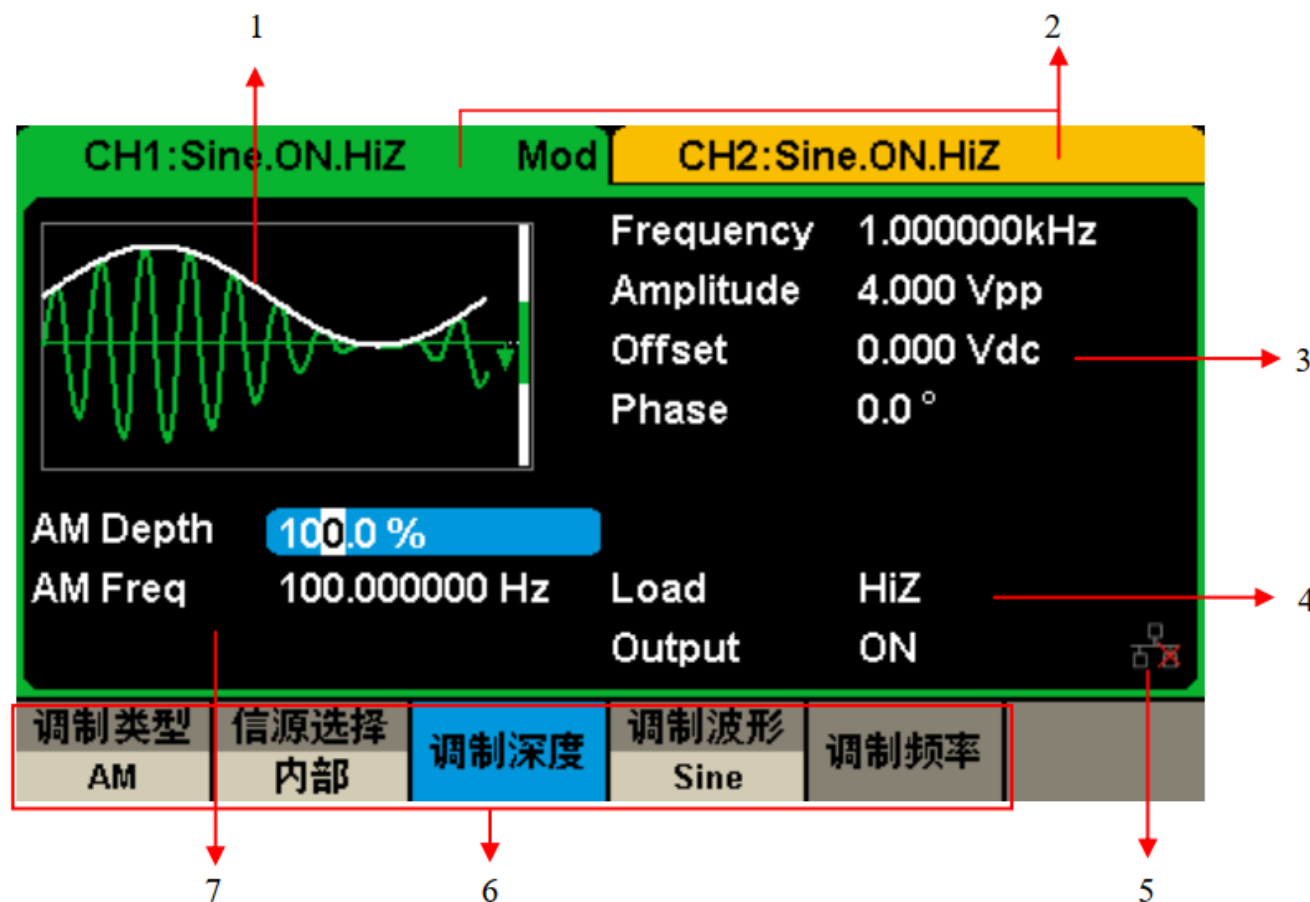 1
2
CH1:Sine.ON.HiZ Mod
CH2:Sine.ON.HiZ
Frequency 1.000000kHz
Amplitude 4.000 Vpp
Offset 0.000 Vdc
3
Phase 0.0 °
AM Depth 100.0 %
AM Freq 100.000000 Hz
Load HiZ
4
Output ON
调制类型
AM
信源选择
内部
调制深度
调制波形
Sine
调制频率
7
6
5